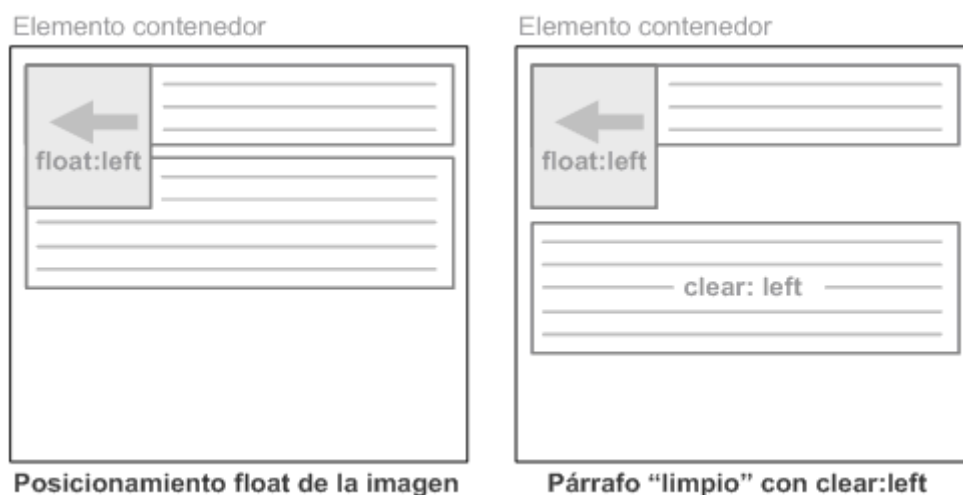 Elemento contenedor
float:left
Posicionamiento float de la imagen
Elemento contenedor
float:left
clear: left
Párrafo “limpio” con clear:left